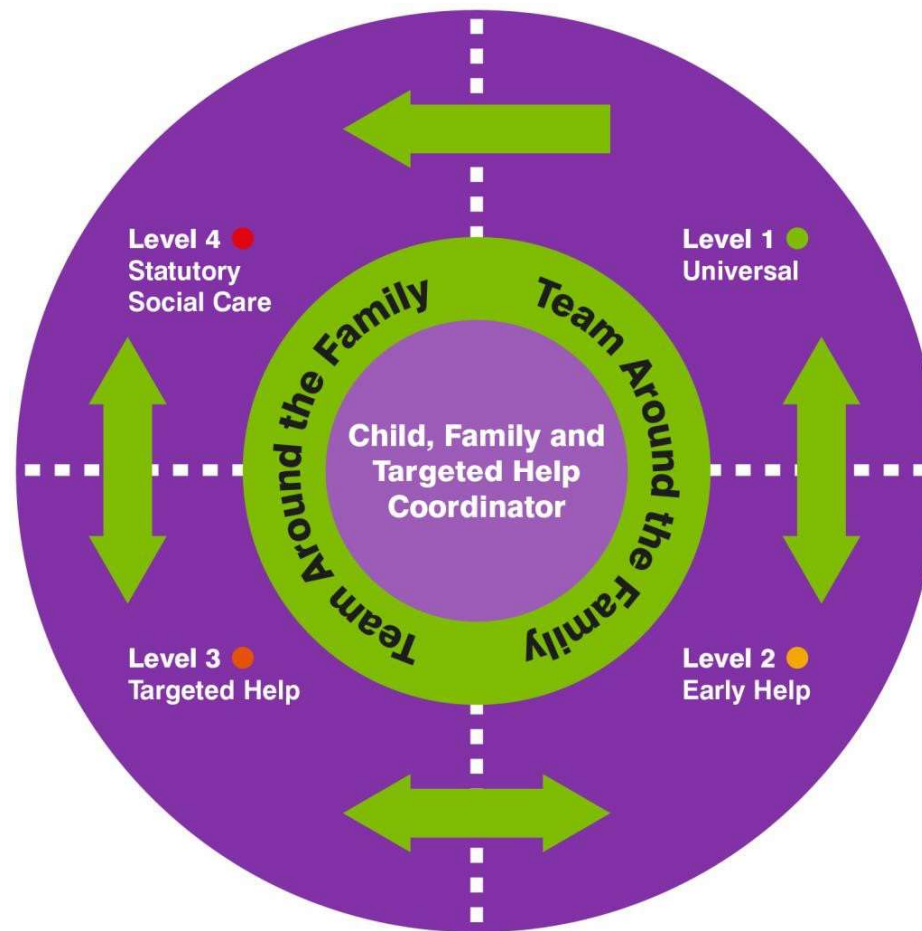 Level 4
Statutory
Social Care
Level 1
Universal
Team Around the Family
Team Around the Family
Child, Family and
Targeted Help
Coordinator
Level 3
Targeted Help
Level 2
Early Help